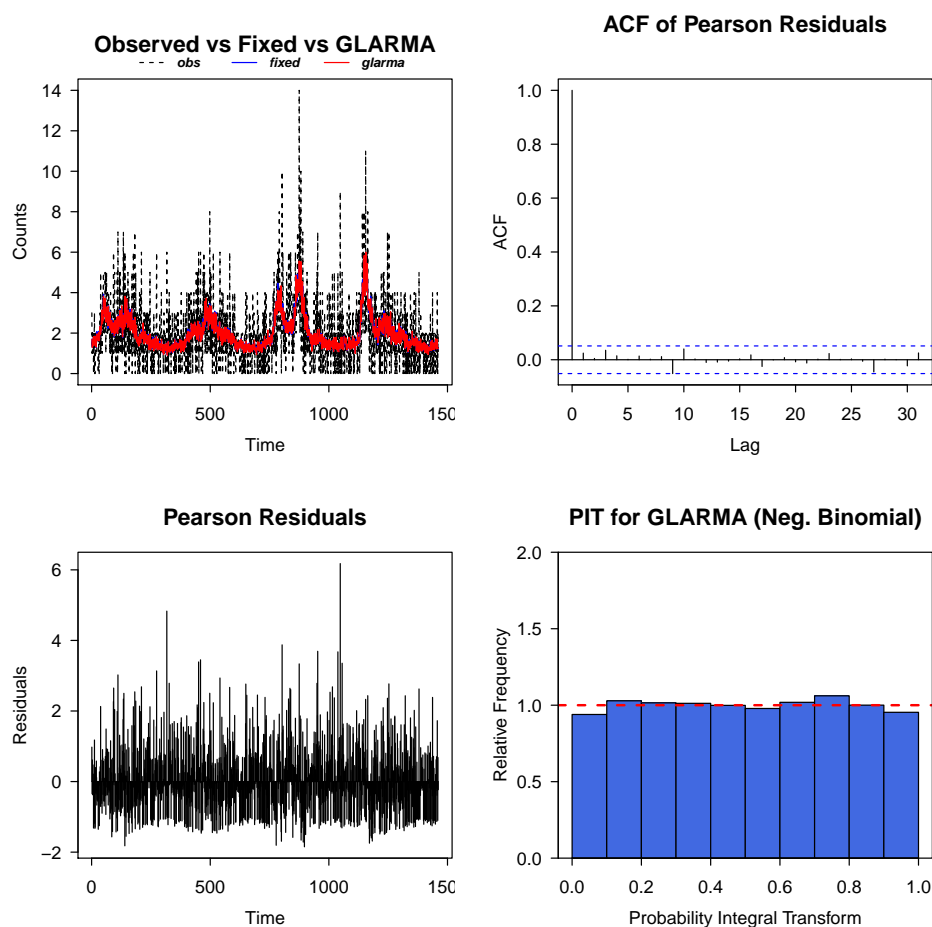 Observed vs Fixed vs GLARMA
obs fixed glarma
14
12
10
8
6
4
2
0
Counts
0 500 1000 150
Time
ACF of Pearson Residuals
1.0
0.8
0.6
0.4
0.2
0.0
ACF
0 5 10 15 20 25 30
Lag
Pearson Residuals
6
4
2
0
−2
Residuals
0 500 1000 150
Time
PIT for GLARMA (Neg. Binomial)
2.0
1.5
1.0
0.5
0.0
Relative Frequency
0.0 0.2 0.4 0.6 0.8 1.0
Probability Integral Transform